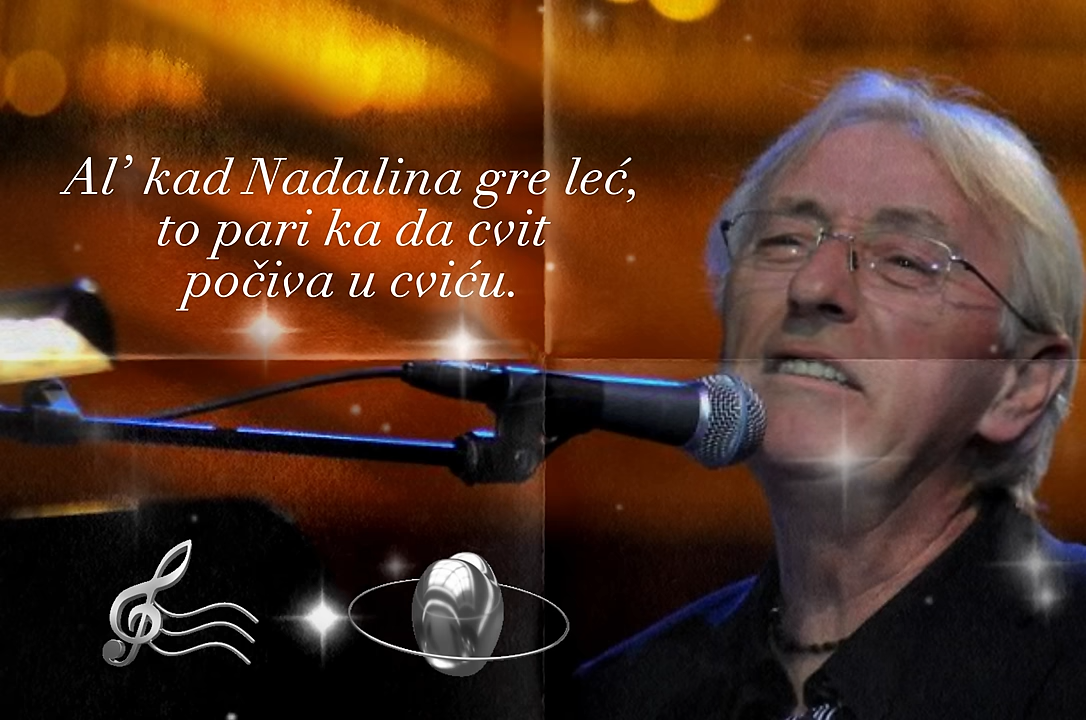 Al’ kad Nadalina gre leć,
to pari ka da cvit
počiva u cviću.